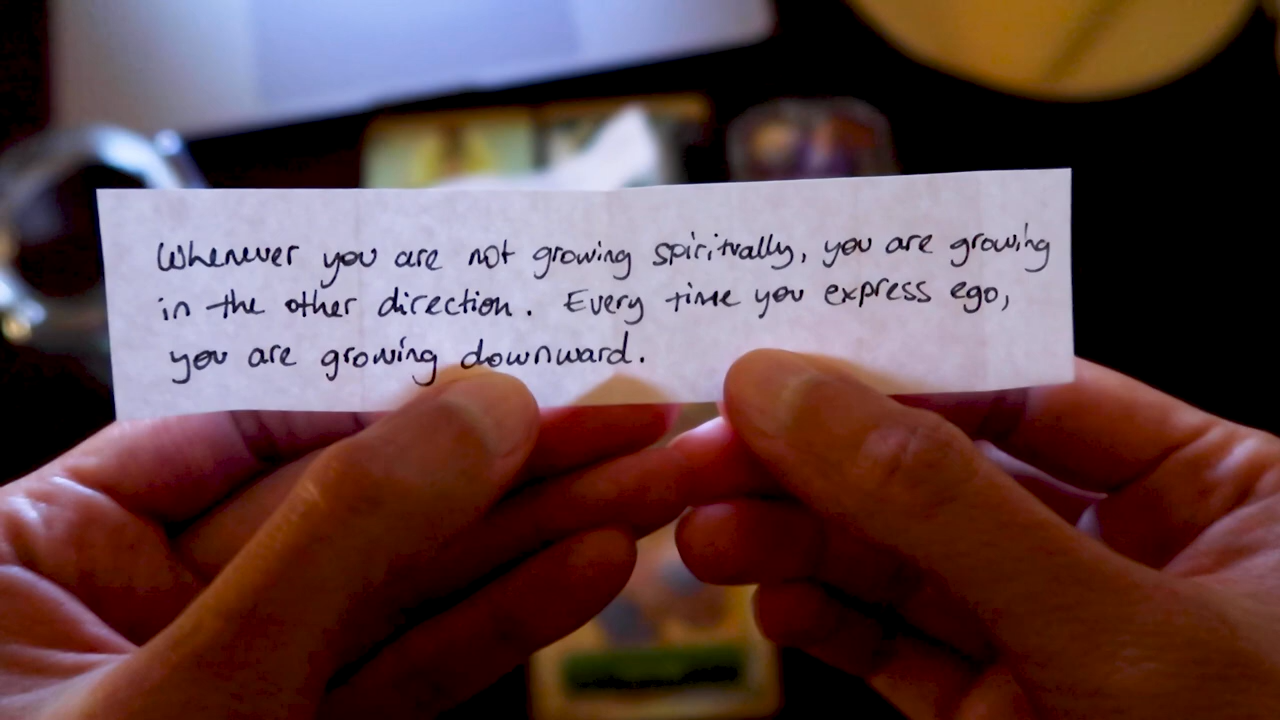 Whenever you are not growing spiritually, you are growing
in the other direction. Every time you express ego,
you are growing downward.